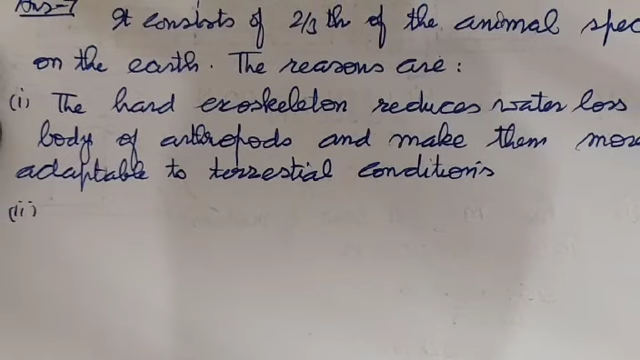 Ans-7 It consists of 2/3 th of the animal spec
on the earth. The reasons are:
(i) The hard exoskeleton reduces water loss
body of arthropods and make them more
adaptable to terrestial conditions
(ii)